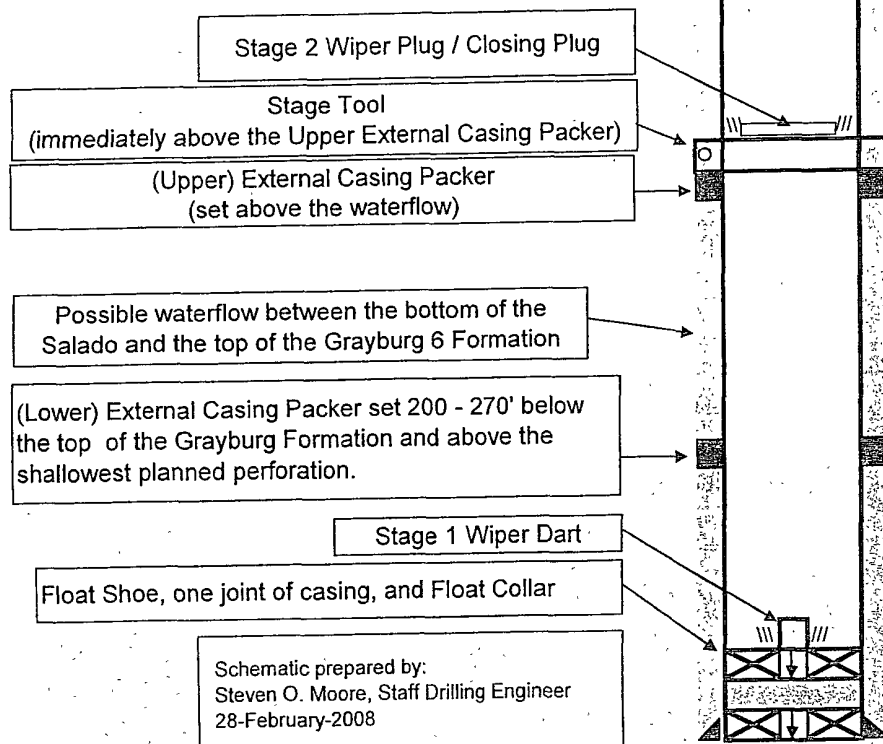 Stage 2 Wiper Plug / Closing Plug
Stage Tool
(immediately above the Upper External Casing Packer)
(Upper) External Casing Packer
(set above the waterflow)
Possible waterflow between the bottom of the
Salado and the top of the Grayburg 6 Formation
(Lower) External Casing Packer set 200 - 270' below
the top of the Grayburg Formation and above the
shallowest planned perforation.
Stage 1 Wiper Dart
Float Shoe, one joint of casing, and Float Collar
Schematic prepared by:
Steven O. Moore, Staff Drilling Engineer
28-February-2008